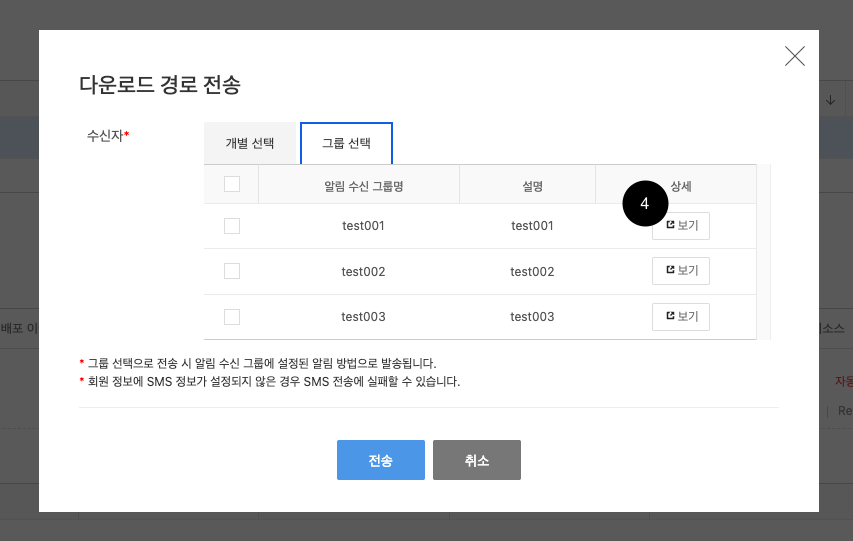 다운로드 경로 전송
수신자*
개별 선택 그룹 선택
알림 수신 그룹명 설명 상세
4
test001 test001 보기
test002 test002 보기
test003 test003 보기
* 그룹 선택으로 전송 시 알림 수신 그룹에 설정된 알림 방법으로 발송됩니다.
* 회원 정보에 SMS 정보가 설정되지 않은 경우 SMS 전송에 실패할 수 있습니다.
전송 취소
배포 이
소스
자동
Re